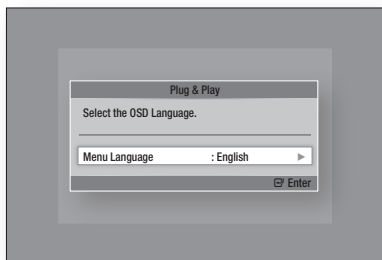 Plug & Play
Select the OSD Language.
Menu Language : English ►
Enter